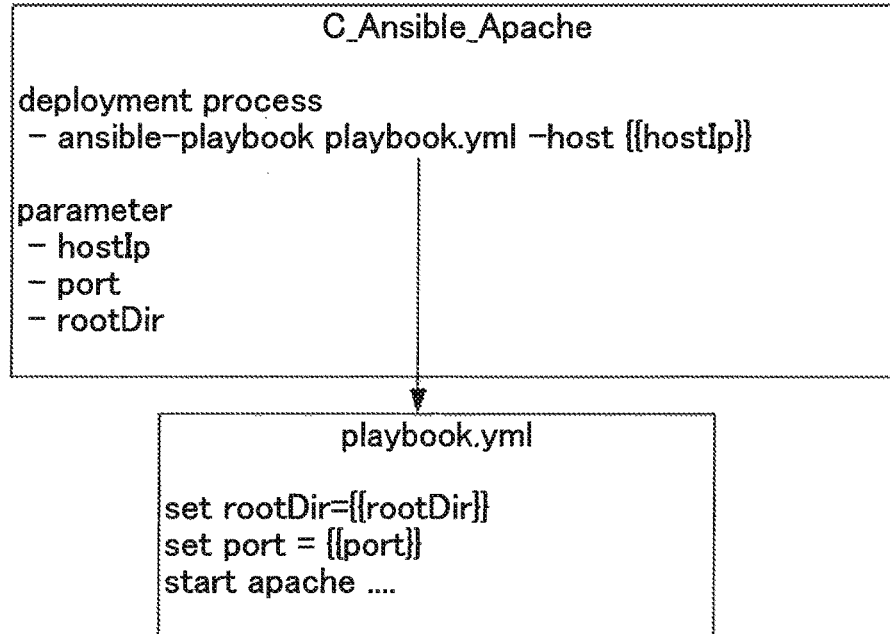 C_Ansible_Apache
deployment process
- ansible-playbook playbook.yml -host {{hostIp}}
parameter
- hostIp
- port
- rootDir
playbook.yml
set rootDir={{rootDir}}
set port = {{port}}
start apache ....